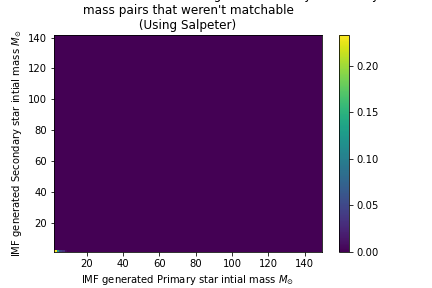 mass pairs that weren't matchable
(Using Salpeter)
IMF generated Secondary star intial mass M⊙
140
120
100
80
60
40
20
20 40 60 80 100 120 140
IMF generated Primary star intial mass M⊙
0.20
0.15
0.10
0.05
0.00